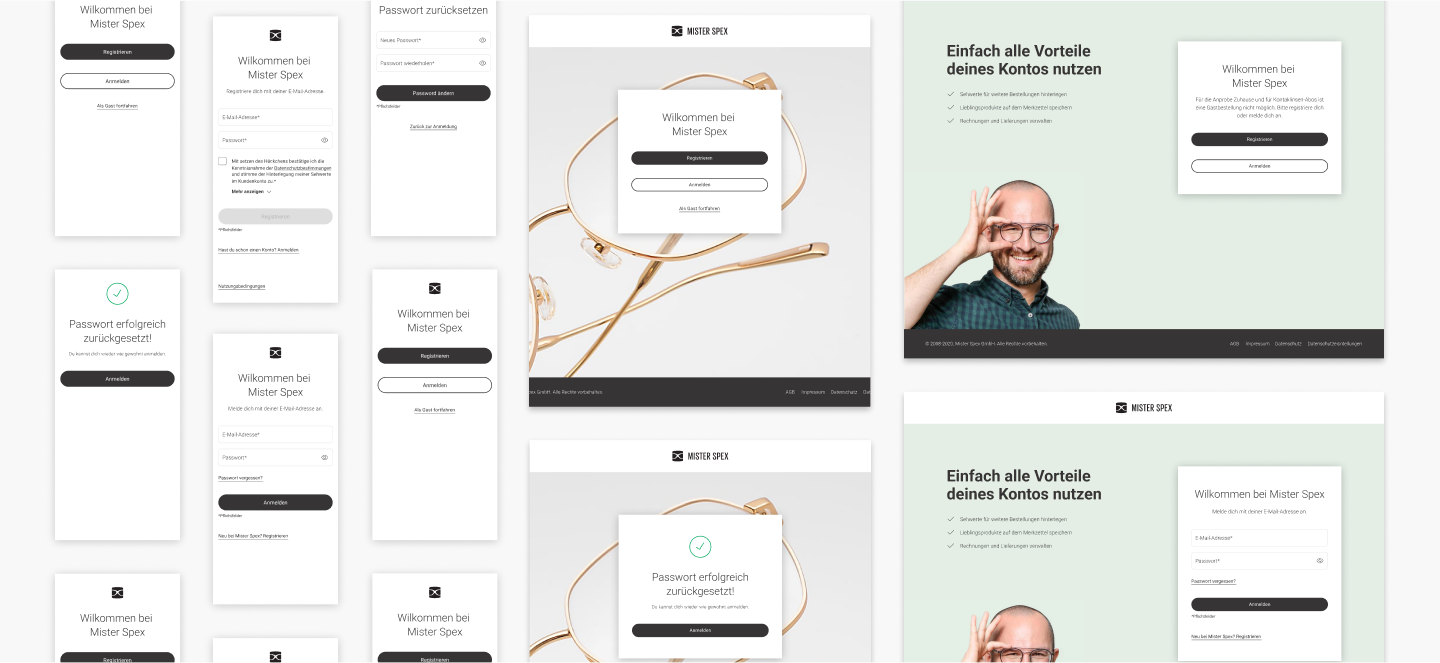 Wilkommen bei
Mister Spex
Registrieren
Anmelden
Als Gast fortfahren
Passwort erfolgreich
zurückgesetzt!
Du kannst dich wieder wie gewohnt anmelden.
Anmelden
Wilkommen bei
Mister Spex
Registrieren
Wilkommen bei
Mister Spex
Registriere dich mit deiner E-Mail-Adresse.
E-Mail-Adresse*
Passwort*
Mit setzen des Häckchens bestätige ich die
Kenntnisnahme der Datenschutzbestimmungen
und stimme der Hinterlegung meiner Sehwerte
im Kundenkonto zu.*
Mehr anzeigen
Registrieren
*Pflichtfelder
Hast du schon einen Konto? Anmelden
Nutzungsbedingungen
Wilkommen bei
Mister Spex
Melde dich mit deiner E-Mail-Adresse an.
E-Mail-Adresse*
Passwort*
Passwort vergessen?
Anmelden
*Pflichtfelder
Neu bei Mister Spex? Registrieren
Passwort zurücksetzen
Neues Passwort*
Passwort wiederholen*
Password ändern
*Pflichtfelder
Zurück zur Anmeldung
Wilkommen bei
Mister Spex
Registrieren
Anmelden
Als Gast fortfahren
Wilkommen bei
Mister Spex
Registrieren
MISTER SPEX
Wilkommen bei
Mister Spex
Registrieren
Anmelden
Als Gast fortfahren
pex GmbH. Alle Rechte vorbehalten.
AGB Impressum Datenschutz Dat
MISTER SPEX
Passwort erfolgreich
zurückgesetzt!
Du kannst dich wieder wie gewohnt anmelden.
Anmelden
Einfach alle Vorteile
deines Kontos nutzen
Sehwerte für weitere Bestellungen hinterlegen
Lieblingsprodukte auf dem Merkzettel speichern
Rechnungen und Lieferungen verwalten
Wilkommen bei
Mister Spex
Für die Anprobe Zuhause und für Kontaklinsen-Abos ist
eine Gastbestellung nicht möglich. Bitte registriere dich
oder melde dich an
Registrieren
Anmelden
© 2008-2020, Mister Spex GmbH. Alle Rechte vorbehalten.
AGB Impressum Datenschutz Datenschutzeinstellungen
MISTER SPEX
Einfach alle Vorteile
deines Kontos nutzen
Sehwerte für weitere Bestellungen hinterlegen
Lieblingsprodukte auf dem Merkzettel speichern
Rechnungen und Lieferungen verwalten
Wilkommen bei Mister Spex
Melde dich mit deiner E-Mail-Adresse an.
E-Mail-Adresse*
Passwort*
Passwort vergessen?
Anmelden
*Pflichtfelder
Neu bei Mister Spex? Registrieren